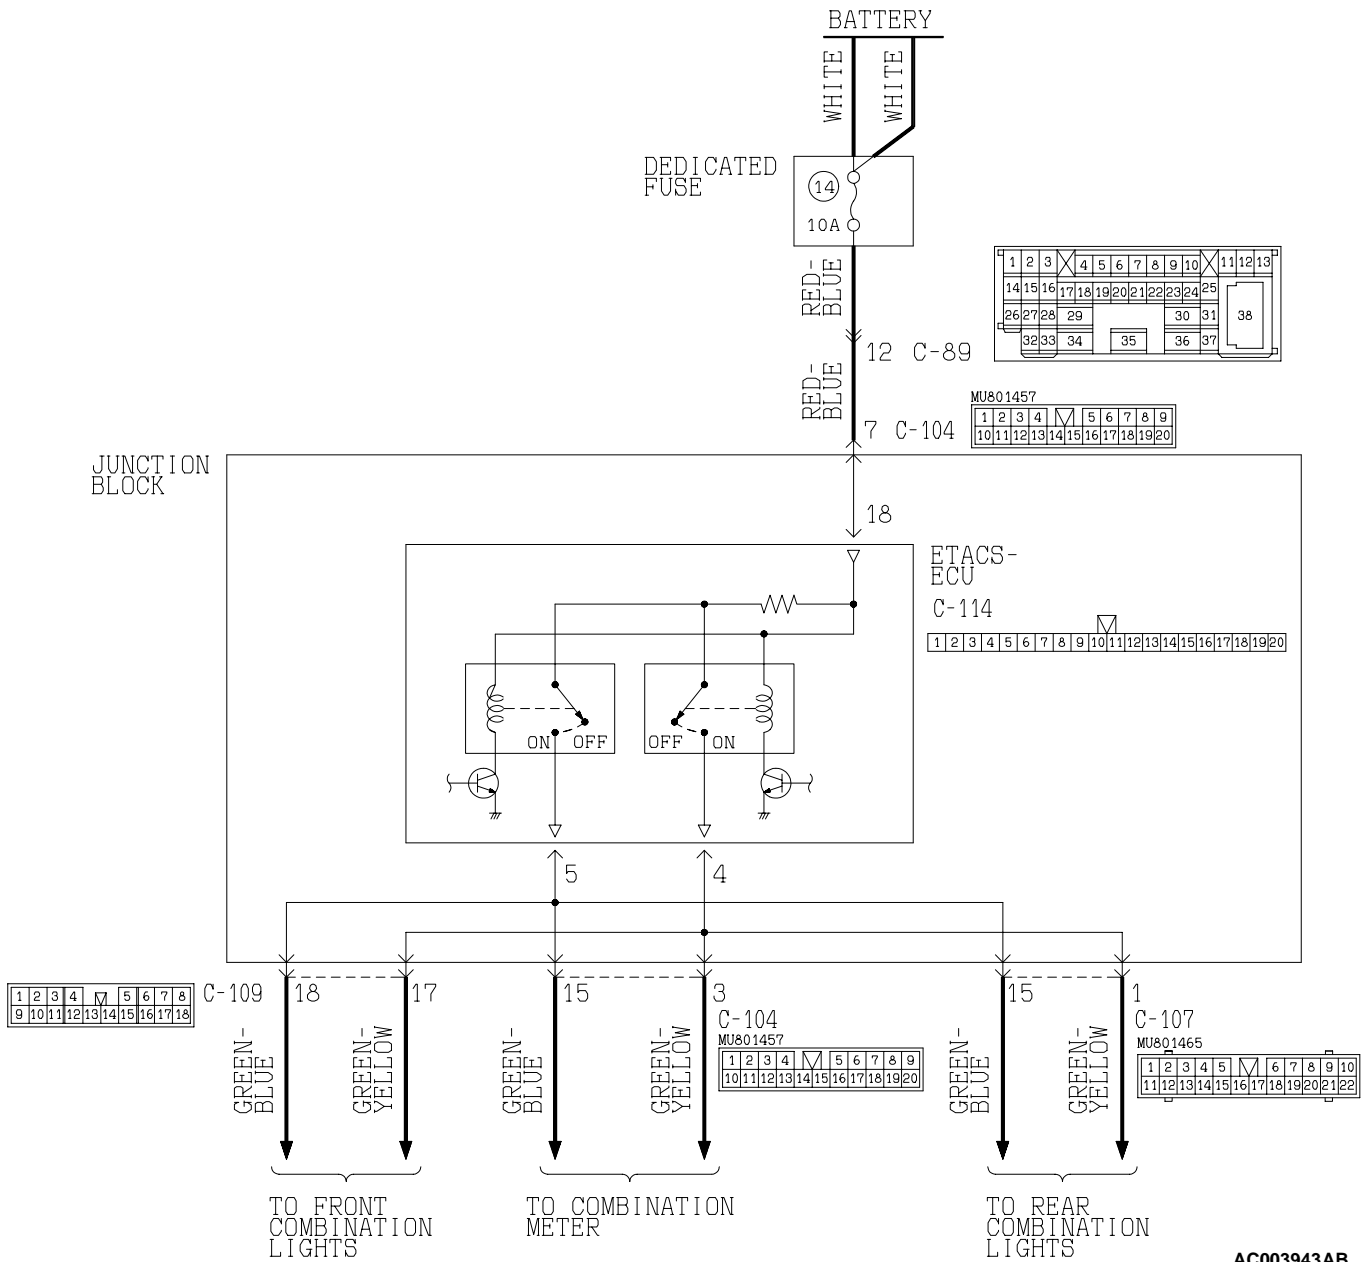 BATTERY
WHITE
WHITE
DEDICATED
FUSE
14
10A
RED-
BLUE
12 C-89
1 2 3 4 5 6 7 8 9 10 11 12 13
14 15 16 17 18 19 20 21 22 23 24 25
26 27 28 29 30 31 38
32 33 34 35 36 37
RED-
BLUE
7 C-104
MU801457
1 2 3 4 5 6 7 8 9
10 11 12 13 14 15 16 17 18 19 20
JUNCTION
BLOCK
18
ETACS-
ECU
C-114
1 2 3 4 5 6 7 8 9 10 11 12 13 14 15 16 17 18 19 20
ON OFF
OFF ON
5
4
1 2 3 4 5 6 7 8
9 10 11 12 13 14 15 16 17 18
C-109
18
17
15
3
C-104
MU801457
1 2 3 4 5 6 7 8 9
10 11 12 13 14 15 16 17 18 19 20
15
1
C-107
MU801465
1 2 3 4 5 6 7 8 9 10
11 12 13 14 15 16 17 18 19 20 21 22
GREEN-
BLUE
GREEN-
YELLOW
GREEN-
BLUE
GREEN-
YELLOW
GREEN-
BLUE
GREEN-
YELLOW
TO FRONT
COMBINATION
LIGHTS
TO COMBINATION
METER
TO REAR
COMBINATION
LIGHTS
AC003943AB